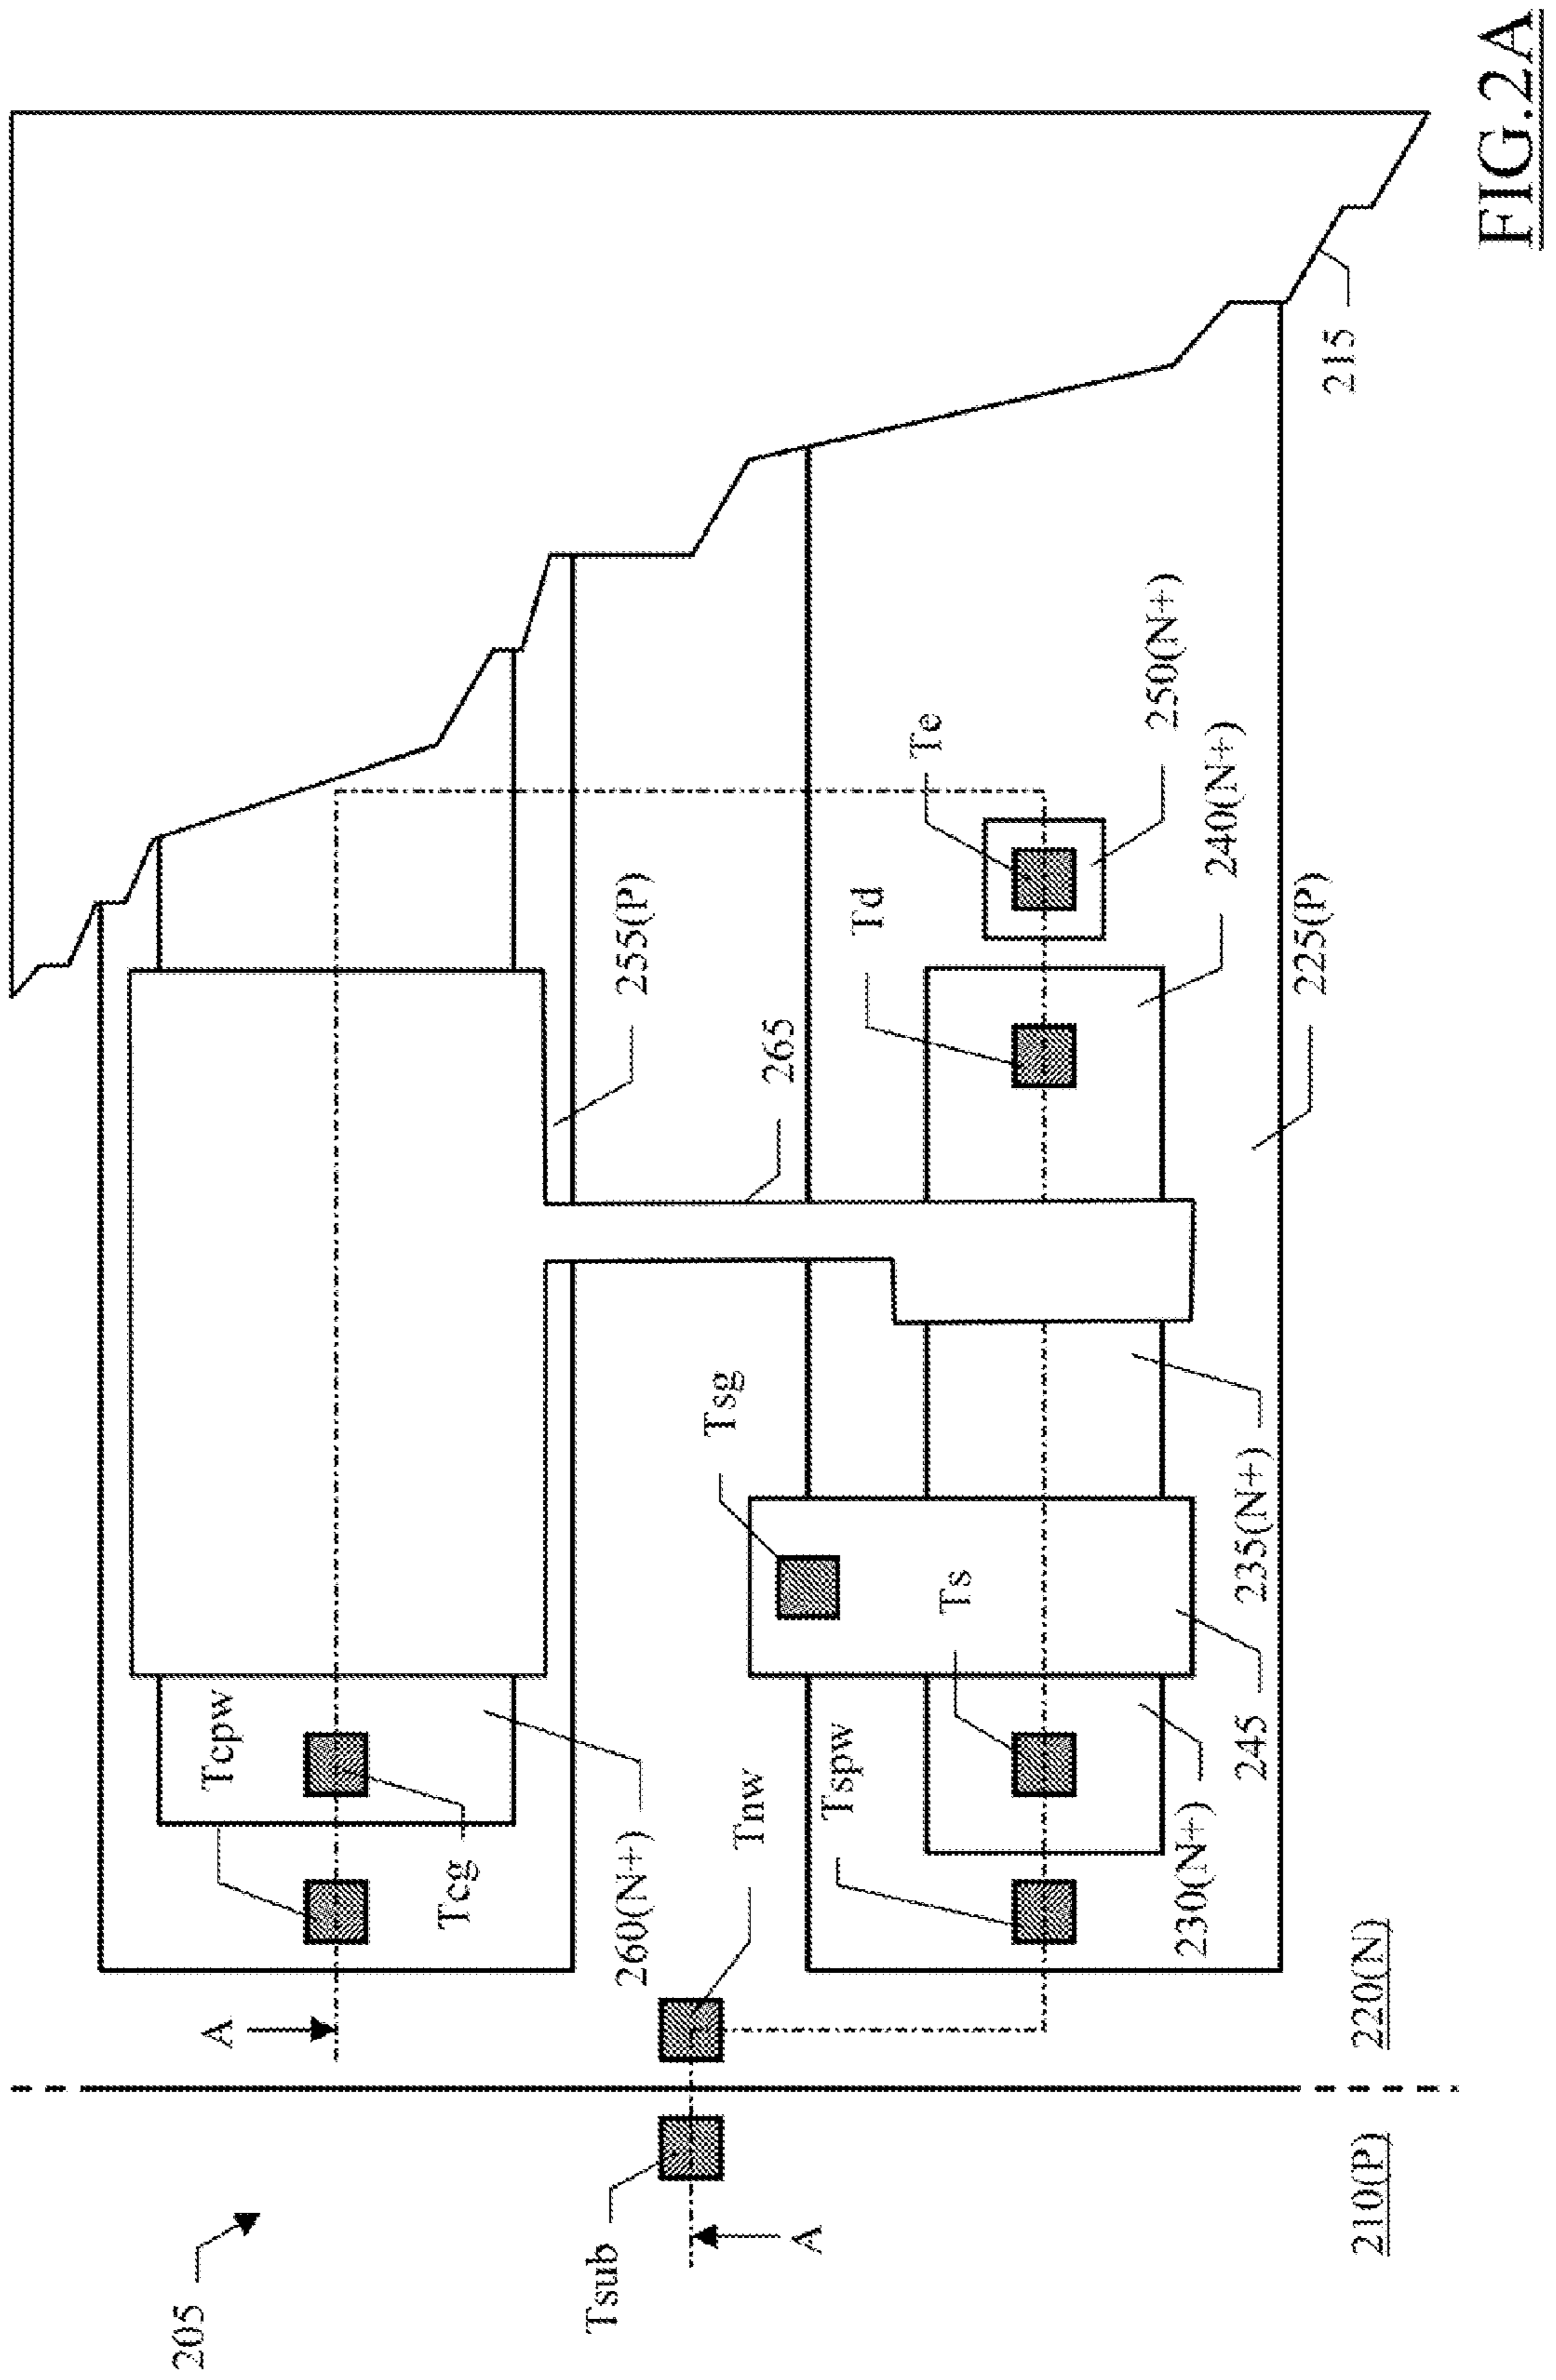 205
Tsub
A
A
210(P)
220(N)
Tnw
Tcpw
Tcg
260(N+)
Tspw
230(N+)
Ts
245
Tsg
235(N+)
265
255(P)
Td
Te
225(P)
240(N+)
250(N+)
215
FIG.2A